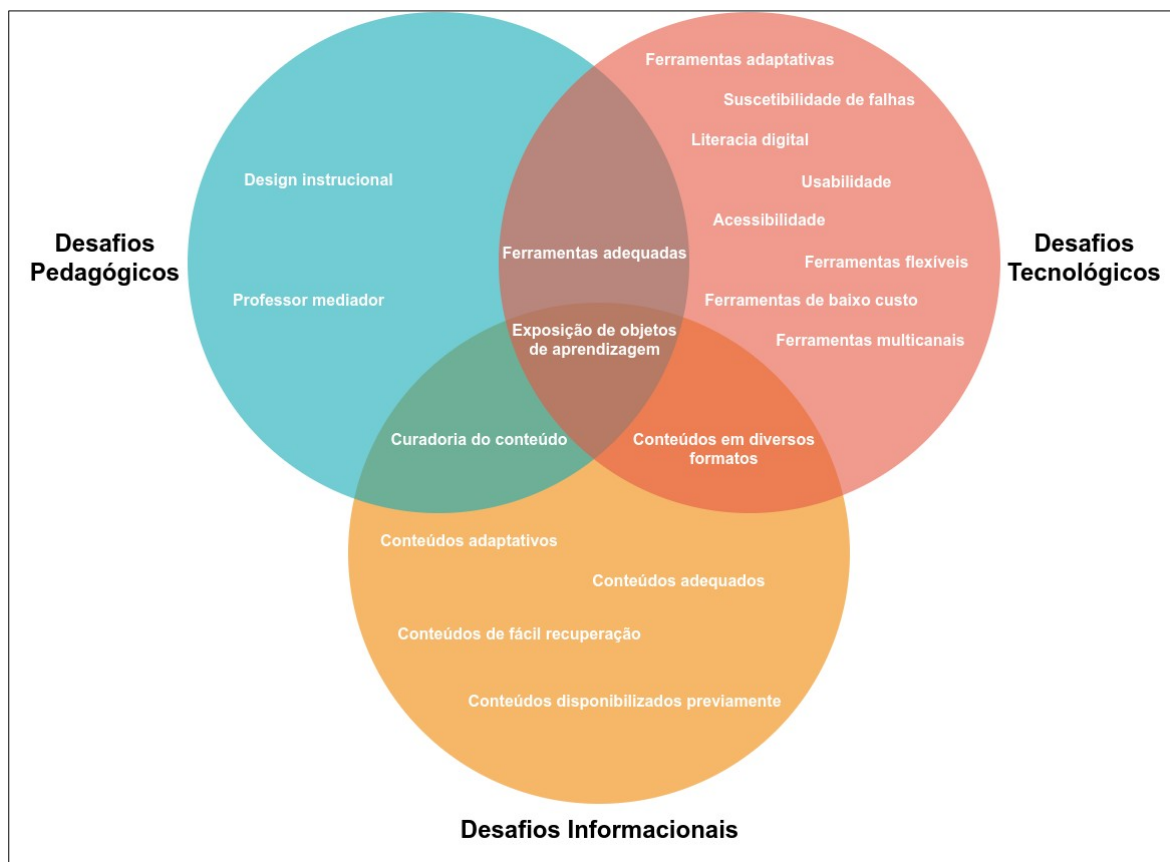 Ferramentas adaptativas
Suscetibilidade de falhas
Literacia digital
Design instrucional
Usabilidade
Acessibilidade
Desafios
Pedagógicos
Ferramentas adequadas
Ferramentas flexíveis
Desafios
Tecnológicos
Professor mediador
Ferramentas de baixo custo
Exposição de objetos
de aprendizagem
Ferramentas multicanais
Curadoria do conteúdo
Conteúdos em diversos
formatos
Conteúdos adaptativos
Conteúdos adequados
Conteúdos de fácil recuperação
Conteúdos disponibilizados previamente
Desafios Informacionais